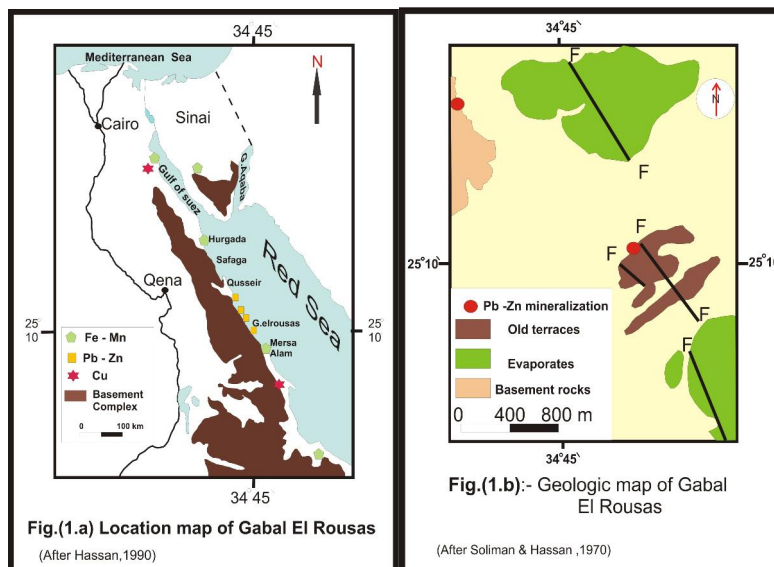 34 45
Mediterranean Sea
N
Cairo
Sinai
G.Aqaba
Gulf of suez
Red Sea
Hurgada
Safaga
Qena
Qusseir
G.elrousas
25
10
25
10
Mersa
Alam
Fe - Mn
Pb - Zn
Cu
Basement
Complex
0 100 km
34 45
Fig.(1.a) Location map of Gabal El Rousas
(After Hassan,1990)
34°45`
F
N
F
F
F
25°10`
25°10`
F
F
Pb -Zn mineralization
Old terraces
Evaporates
Basement rocks
0 400 800 m
34°45`
Fig.(1.b):- Geologic map of Gabal
El Rousas
(After Soliman & Hassan ,1970)